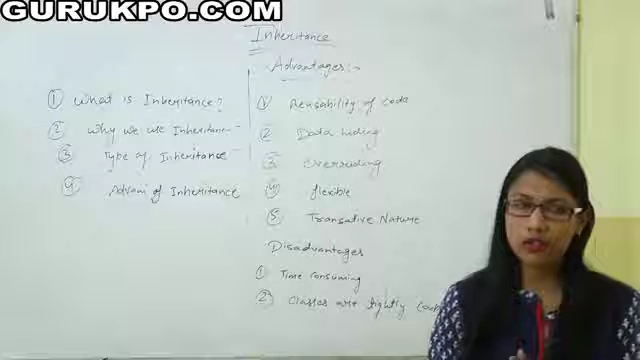 GURUKPO.COM
Inheritance
Advantages:-
① What is Inheritance?
② Why we use Inheritance
③ Type of Inheritance
④ Advan of Inheritance
① Reusability of code
② Data hiding
③ Overriding
④ flexible
⑤ Transative Nature
Disadvantages
① Time Consuming
② Classes are tightly